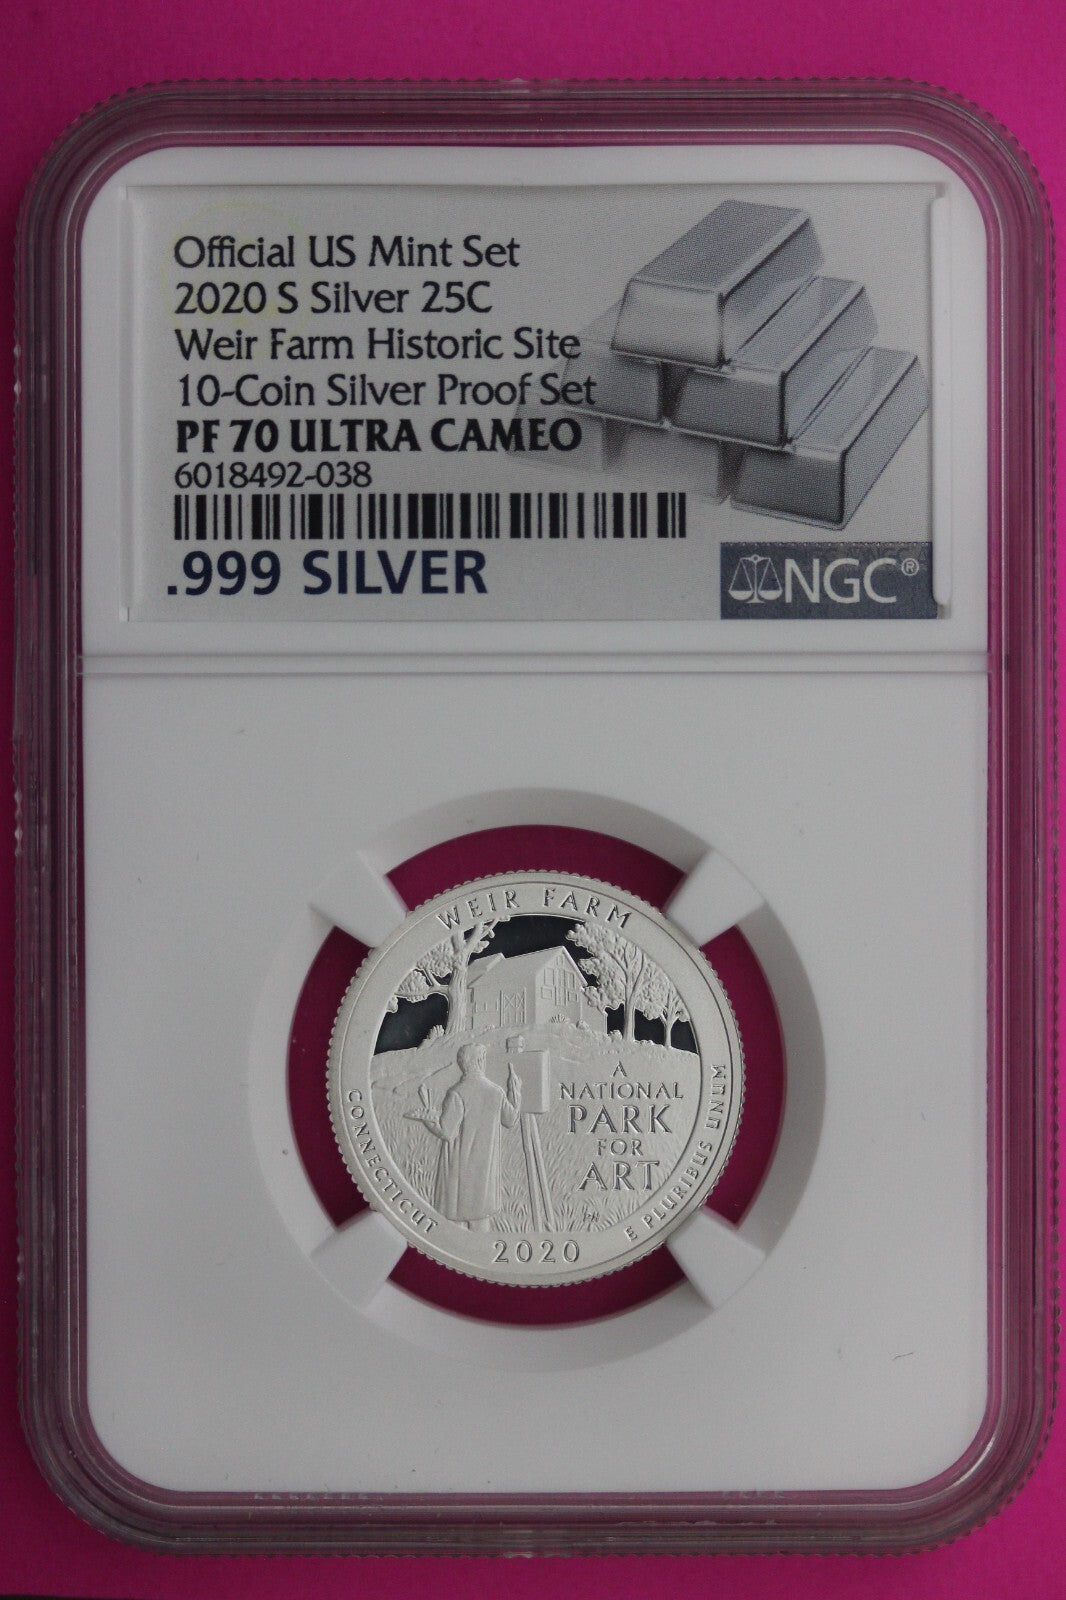 Official US Mint Set
2020 S Silver 25C
Weir Farm Historic Site
10-Coin Silver Proof Set
PF 70 ULTRA CAMEO
6018492-038
.999 SILVER
NGC®
WEIR FARM
A
NATIONAL
PARK
FOR
ART
CONNECTICUT
2020
E PLURIBUS UNUM